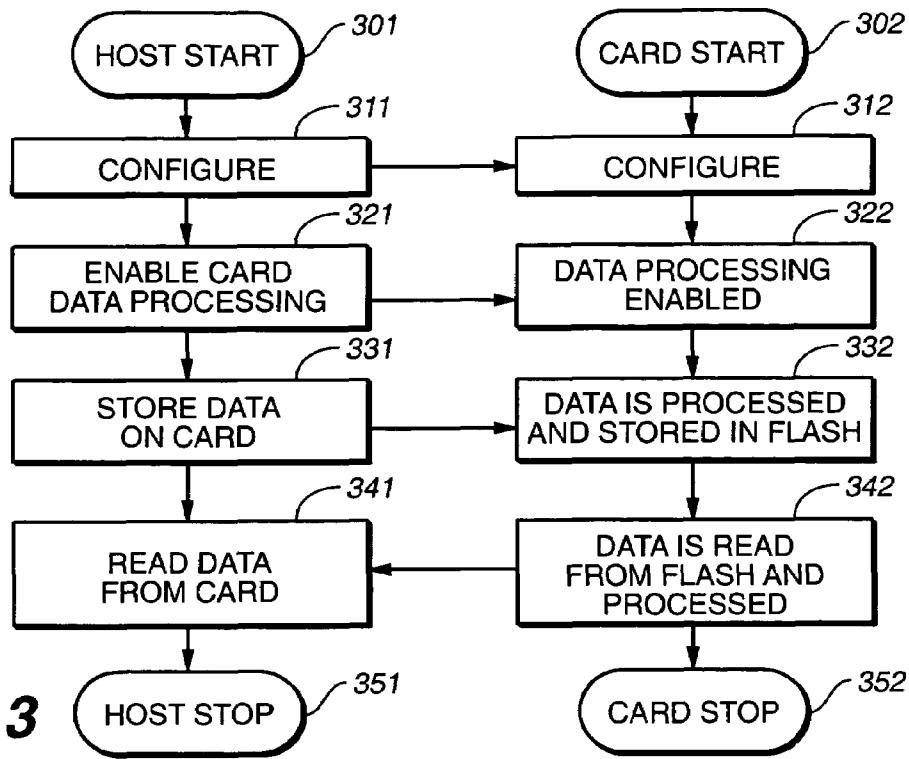 301
HOST START
302
CARD START
311
CONFIGURE
312
CONFIGURE
321
ENABLE CARD
DATA PROCESSING
322
DATA PROCESSING
ENABLED
331
STORE DATA
ON CARD
332
DATA IS PROCESSED
AND STORED IN FLASH
341
READ DATA
FROM CARD
342
DATA IS READ
FROM FLASH AND
PROCESSED
351
HOST STOP
352
CARD STOP
3